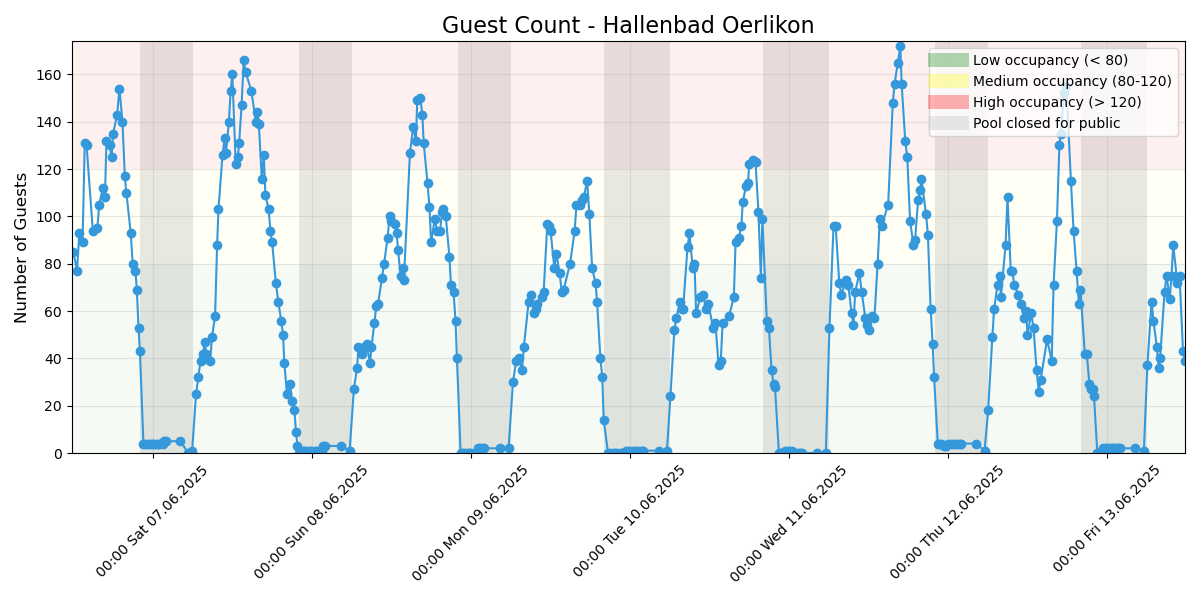 Guest Count - Hallenbad Oerlikon
Low occupancy (< 80)
Medium occupancy (80-120)
High occupancy (> 120)
Pool closed for public
Number of Guests
160
140
120
100
80
60
40
20
0
00:00 Sat 07.06.2025
00:00 Sun 08.06.2025
00:00 Mon 09.06.2025
00:00 Tue 10.06.2025
00:00 Wed 11.06.2025
00:00 Thu 12.06.2025
00:00 Fri 13.06.2025